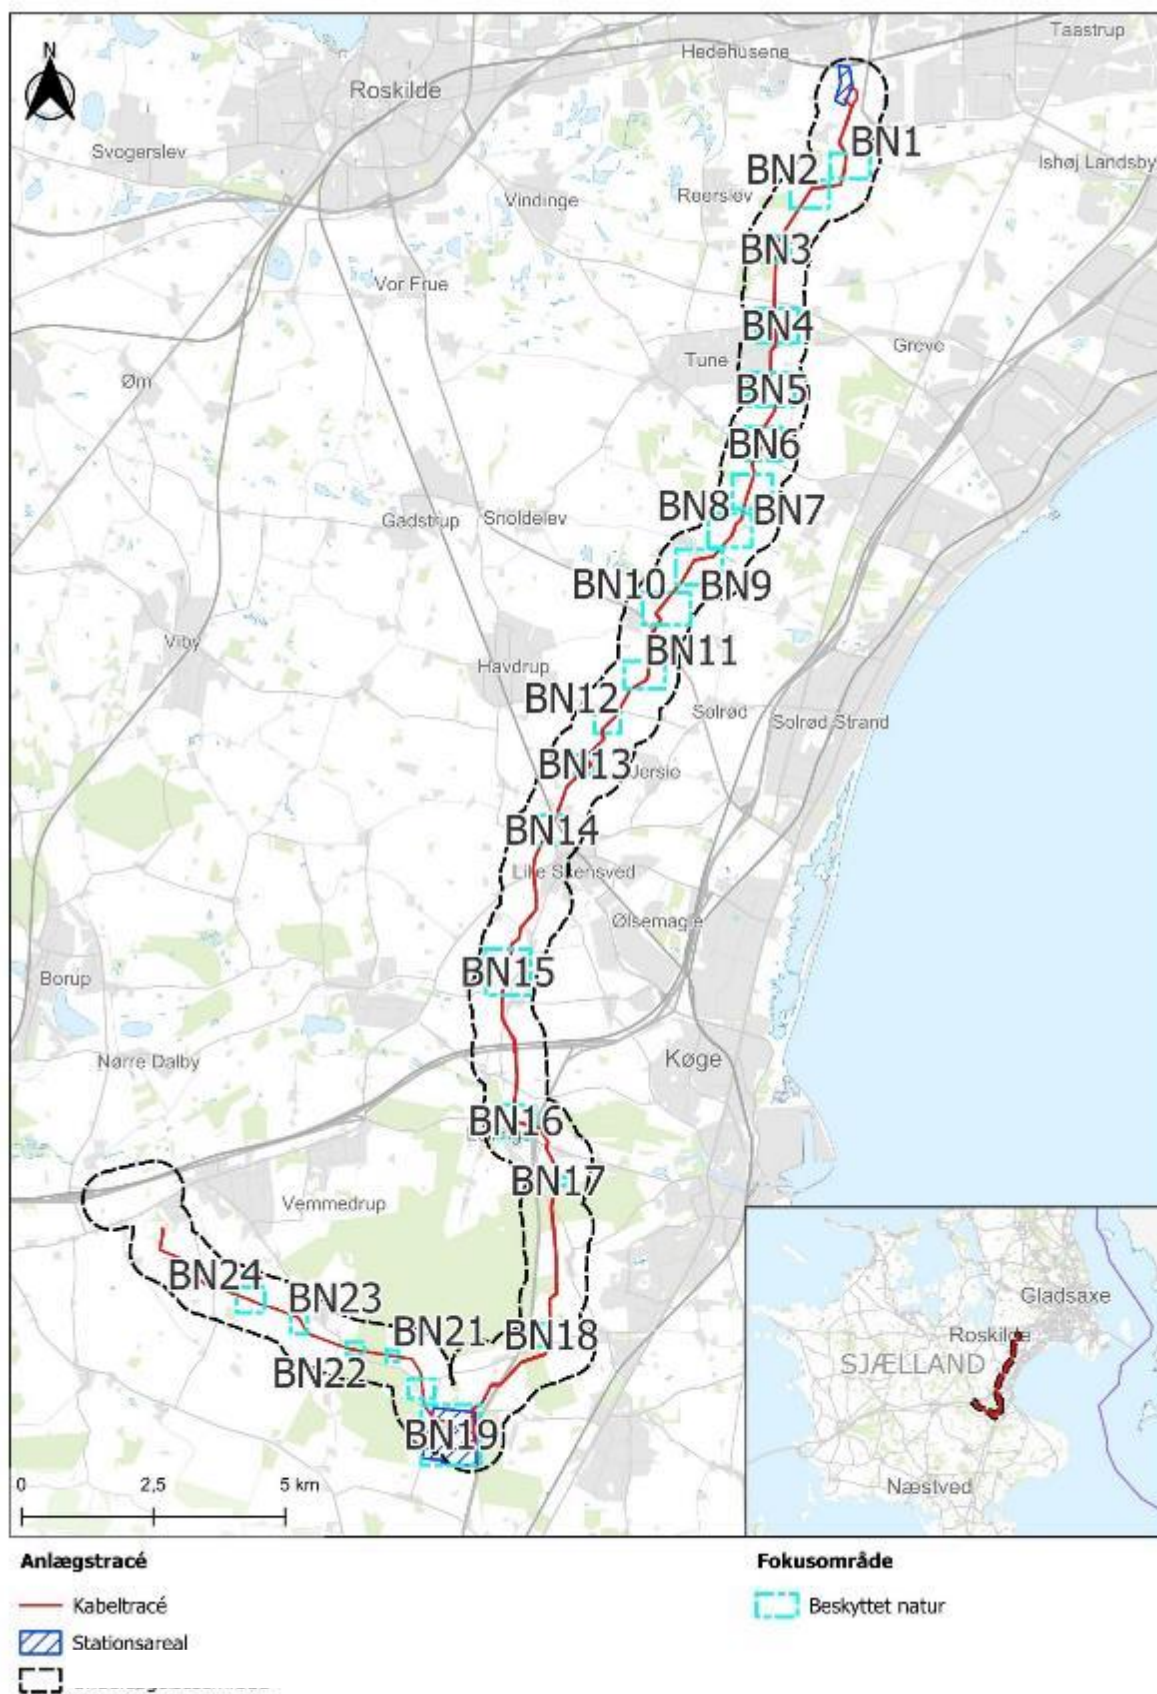 N
Taastrup
Hedehusene
Roskilde
Svogerslev
BN1
Ishøj Landsby
BN2
Reerslev
Vindinge
BN3
Vor Frue
BN4
Greve
Tune
Øm
BN5
BN6
BN8
BN7
Gadstrup
Snoldelev
BN10
BN9
Viby
BN11
Havdrup
BN12
Solrød
Solrød Strand
BN13
Jersie
BN14
Lille Skensved
Ølsemagle
BN15
Borup
Køge
Nørre Dalby
BN16
BN17
Vemmedrup
BN24
BN23
BN21
BN18
BN22
BN19
0
2,5
5 km
Gladsaxe
Roskilde
SJÆLLAND
Næstved
Anlægstracé
Kabeltracé
Stationsareal
Fokusområde
Beskyttet natur